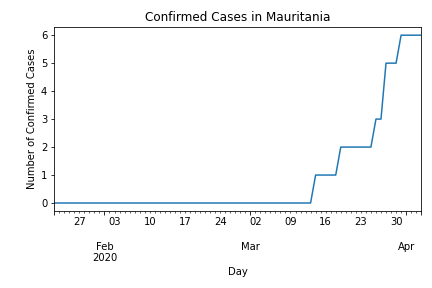 Confirmed Cases in Mauritania
Number of Confirmed Cases
6
5
4
3
2
1
0
27 03 10 17 24 02 09 16 23 30
Feb Mar Apr
2020
Day